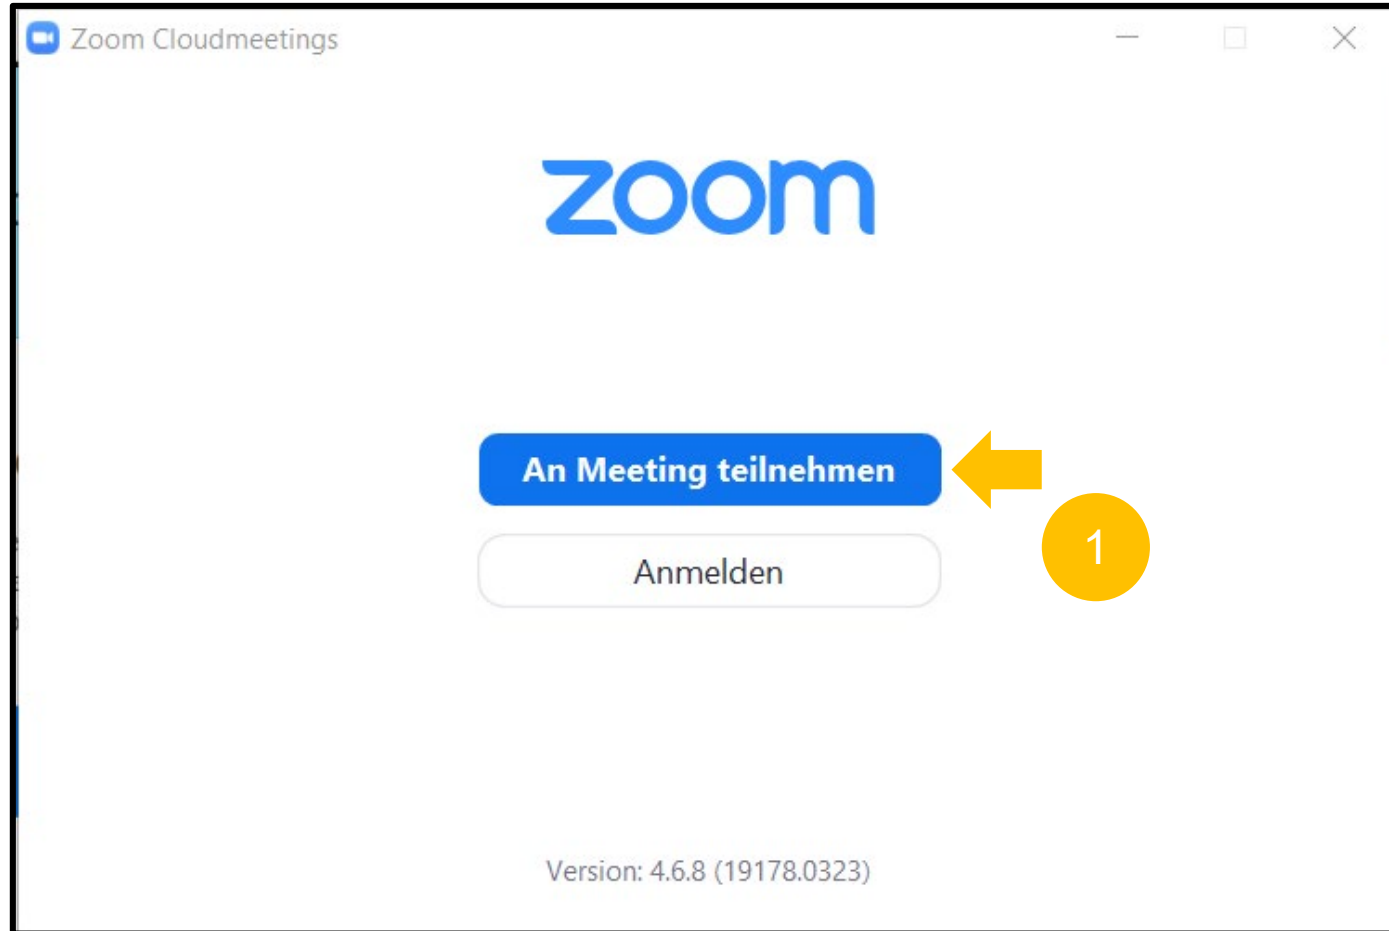 Zoom Cloudmeetings
zoom
An Meeting teilnehmen
1
Anmelden
Version: 4.6.8 (19178.0323)